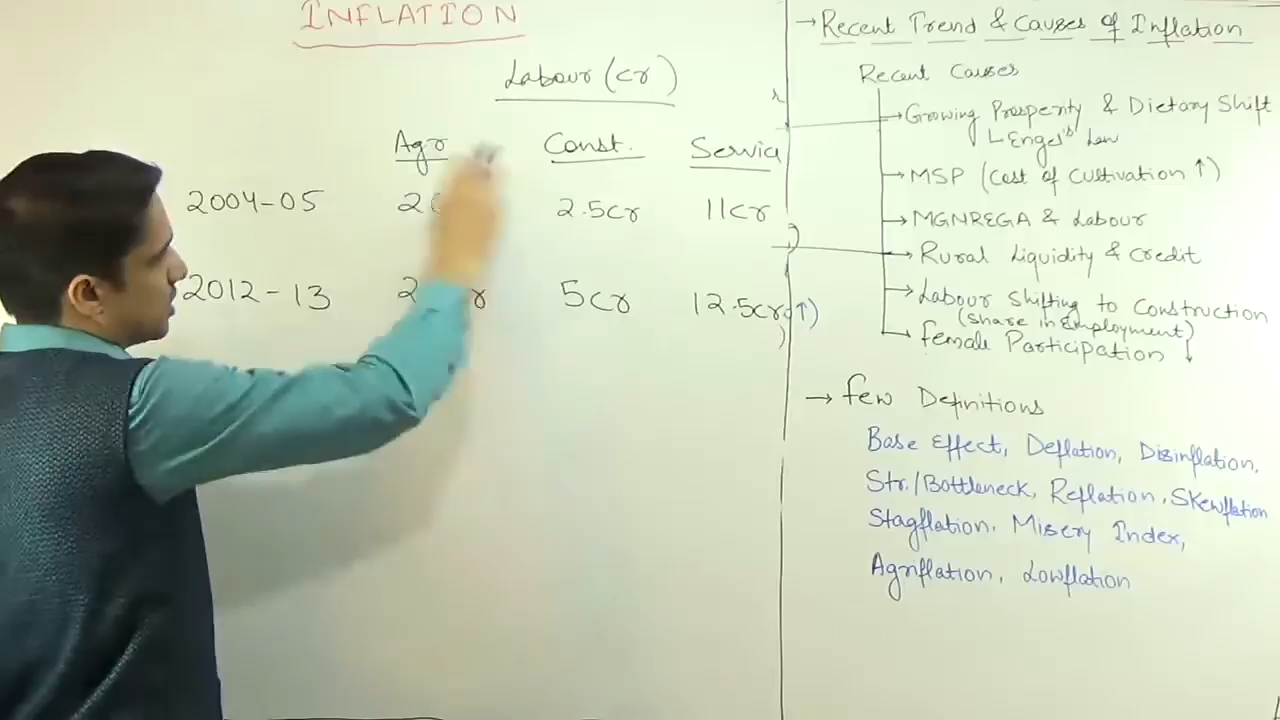 INFLATION
Labour (cr)
Agr Const. Service
2004-05 2.5cr 11cr
2012-13 5cr 12.5cr ↑)
→ Recent Trend & Causes of Inflation
Recent Causes
→ Growing Prosperity & Dietary Shift
Engel's Law
→ MSP (Cost of Cultivation ↑)
→ MGNREGA & Labour
→ Rural Liquidity & Credit
→ Labour Shifting to Construction
(Share in Employment)
→ Female Participation ↓
→ Few Definitions
Base Effect, Deflation, Disinflation,
Str./Bottleneck, Reflation, Skewflation
Stagflation, Misery Index,
Agriflation, Lowflation